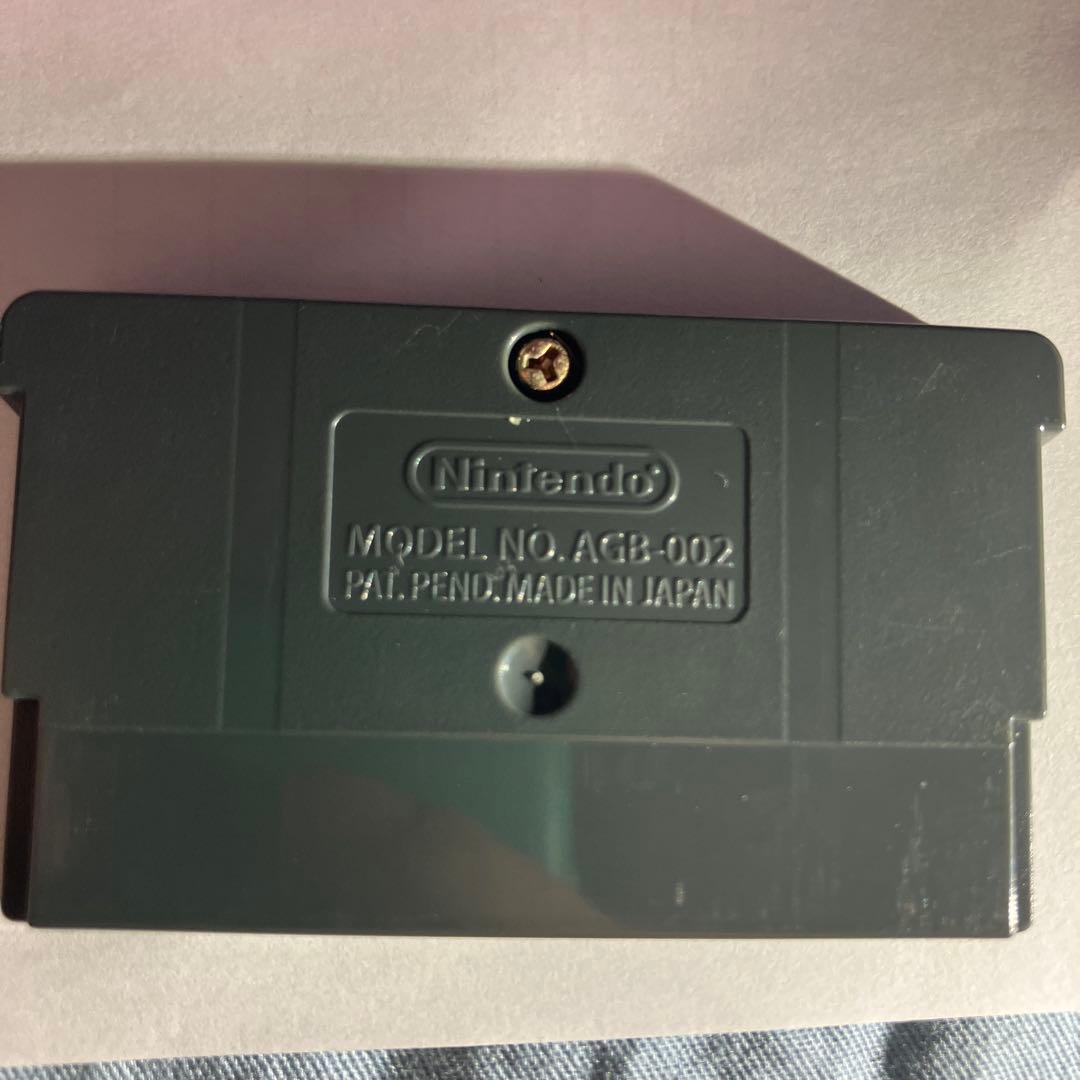 Nintendo
MODEL NO. AGB-002
PAT. PEND. MADE IN JAPAN